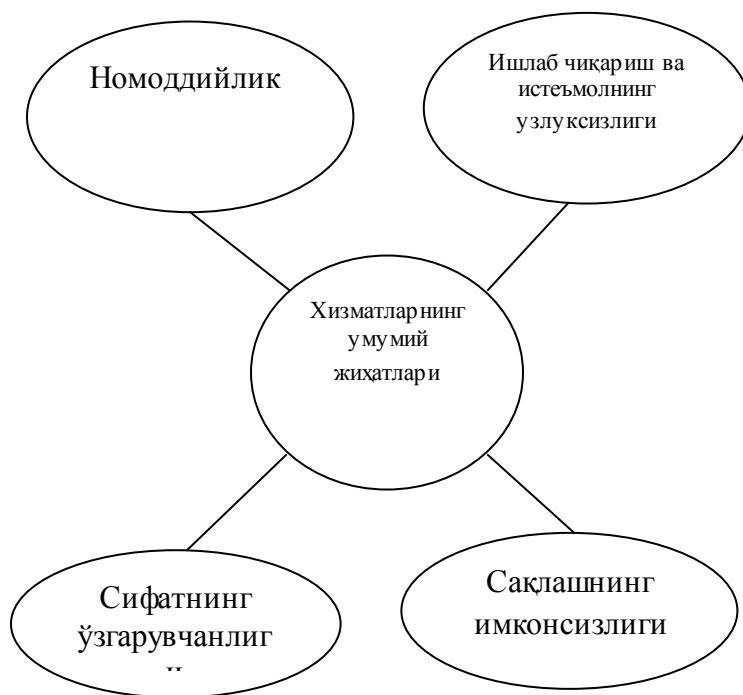 Номоддийлик
Ишлаб чиқариш ва
истеъмолнинг
узлуксизлиги
Хизматларнинг
умумий
жиҳатлари
Сифатнинг
ўзгарувчанлиг
и
Сақлашнинг
имконсизлиги